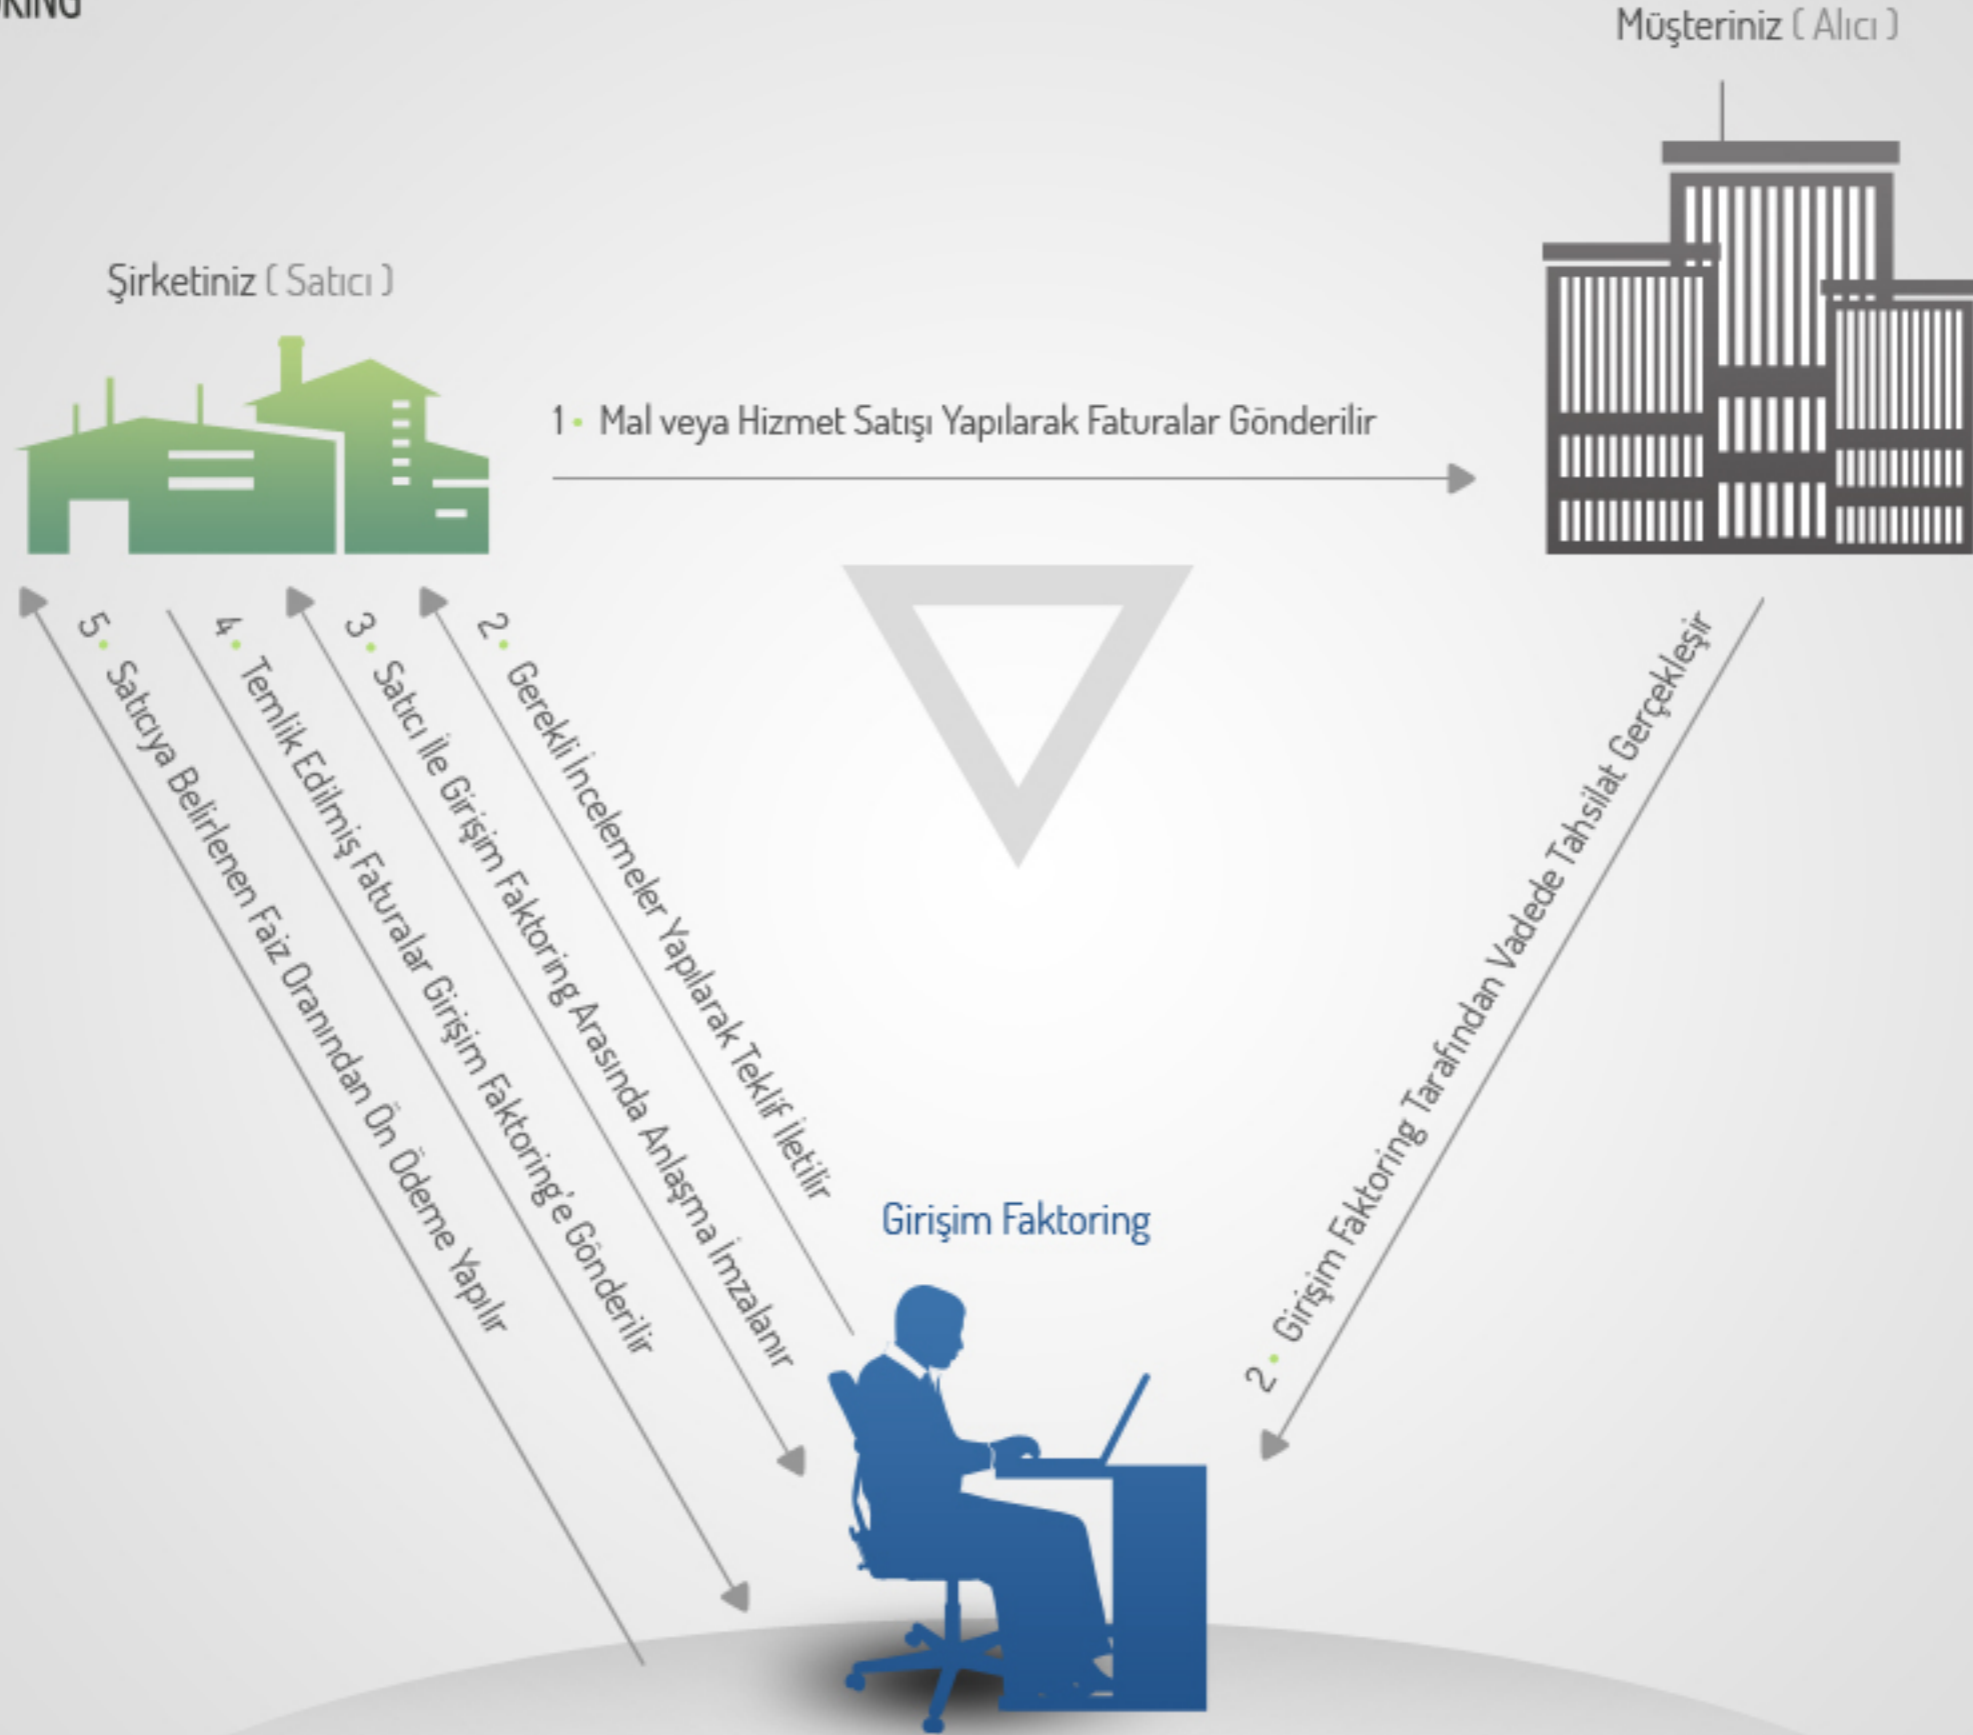 Müşteriniz ( Alıcı )
Şirketiniz ( Satıcı )
1 • Mal veya Hizmet Satışı Yapılarak Faturalar Gönderilir
5 • Satıcıya Belirlenen Faiz Oranından Ön Ödeme Yapılır
4 • Temlik Edilmiş Faturalar Girişim Faktoring'e Gönderilir
3 • Satıcı İle Girişim Faktoring Arasında Anlaşma İmzalanır
2 • Gerekli İncelemeler Yapılarak Teklif İletilir
2 • Girişim Faktoring Tarafından Vadede Tahsilat Gerçekleşir
Girişim Faktoring